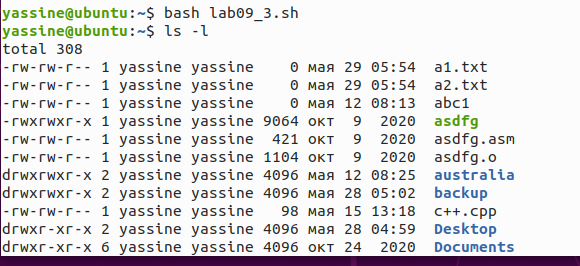 yassine@ubuntu:~$ bash lab09_3.sh
yassine@ubuntu:~$ ls -l
total 308
-rw-rw-r-- 1 yassine yassine    0 мая 29 05:54  a1.txt
-rw-rw-r-- 1 yassine yassine    0 мая 29 05:54  a2.txt
-rw-rw-r-- 1 yassine yassine    0 мая 12 08:13  abc1
-rwxrwxr-x 1 yassine yassine 9064 окт  9  2020  asdfg
-rw-rw-r-- 1 yassine yassine  421 окт  9  2020  asdfg.asm
-rw-rw-r-- 1 yassine yassine 1104 окт  9  2020  asdfg.o
drwxrwxr-x 2 yassine yassine 4096 мая 12 08:25  australia
drwxrwxr-x 2 yassine yassine 4096 мая 28 05:02  backup
-rw-rw-r-- 1 yassine yassine   98 мая 15 13:18  c++.cpp
drwxr-xr-x 2 yassine yassine 4096 мая 28 04:59  Desktop
drwxr-xr-x 6 yassine yassine 4096 окт 24  2020  Documents